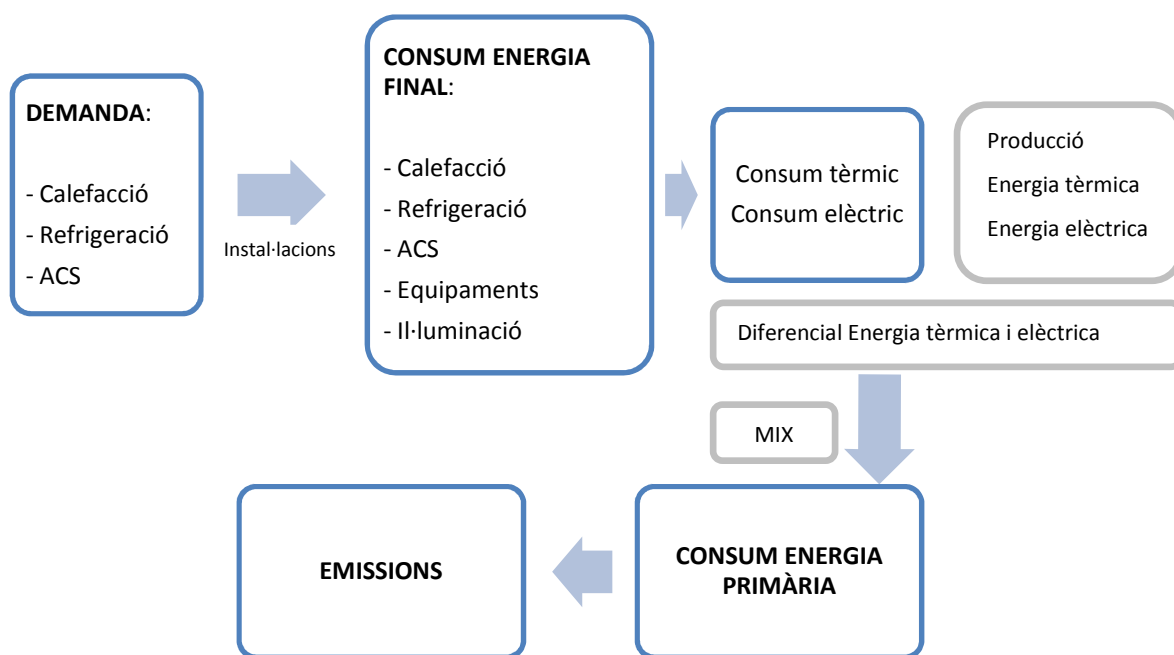 DEMANDA:
- Calefacció
- Refrigeració
- ACS
Instal·lacions
CONSUM ENERGIA
FINAL:
- Calefacció
- Refrigeració
- ACS
- Equipaments
- Il·luminació
Consum tèrmic
Consum elèctric
Producció
Energia tèrmica
Energia elèctrica
Diferencial Energia tèrmica i elèctrica
MIX
CONSUM ENERGIA
PRIMÀRIA
EMISSIONS